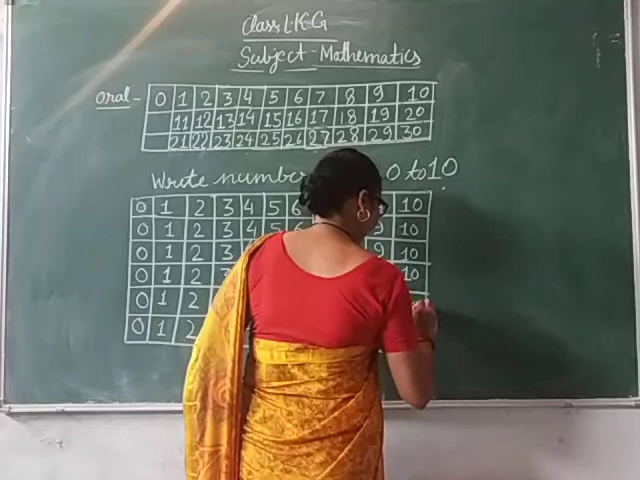 Class L.K.G
Subject - Mathematics
oral - 0 1 2 3 4 5 6 7 8 9 10
11 12 13 14 15 16 17 18 19 20
21 22 23 24 25 26 27 28 29 30
Write number 0 to 10
0 1 2 3 4 5 6 10
0 1 2 3 4 5 6 10
0 1 2 3 4 9 10
0 1 2 3 10
0 1 2
0 1 2